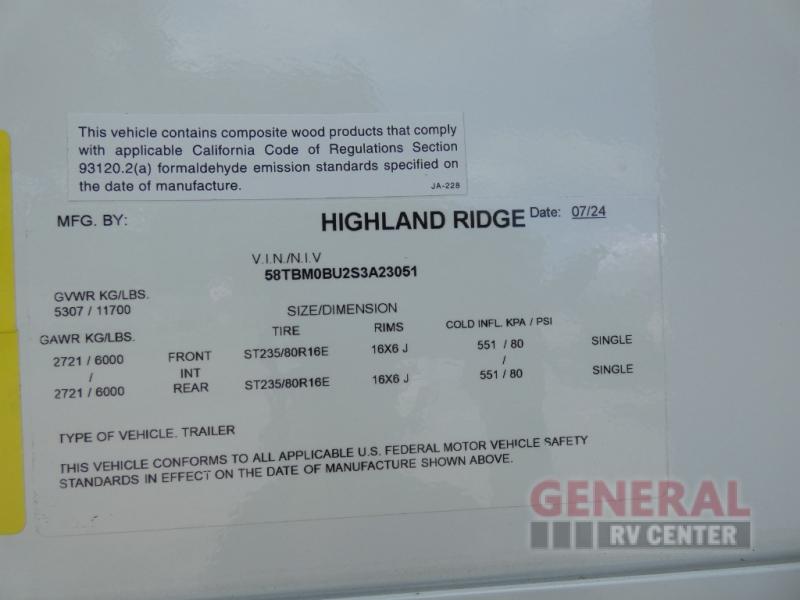 This vehicle contains composite wood products that comply
with applicable California Code of Regulations Section
93120.2(a) formaldehyde emission standards specified on
the date of manufacture. JA-228
MFG. BY: HIGHLAND RIDGE Date: 07/24
V.I.N./N.I.V
58TBM0BU2S3A23051
GVWR KG/LBS.
5307 / 11700
SIZE/DIMENSION
GAWR KG/LBS. TIRE RIMS COLD INFL. KPA / PSI
2721 / 6000 FRONT ST235/80R16E 16X6 J 551 / 80 SINGLE
/ INT /
2721 / 6000 REAR ST235/80R16E 16X6 J 551 / 80 SINGLE
TYPE OF VEHICLE. TRAILER
THIS VEHICLE CONFORMS TO ALL APPLICABLE U.S. FEDERAL MOTOR VEHICLE SAFETY
STANDARDS IN EFFECT ON THE DATE OF MANUFACTURE SHOWN ABOVE.
GENERAL
RV CENTER